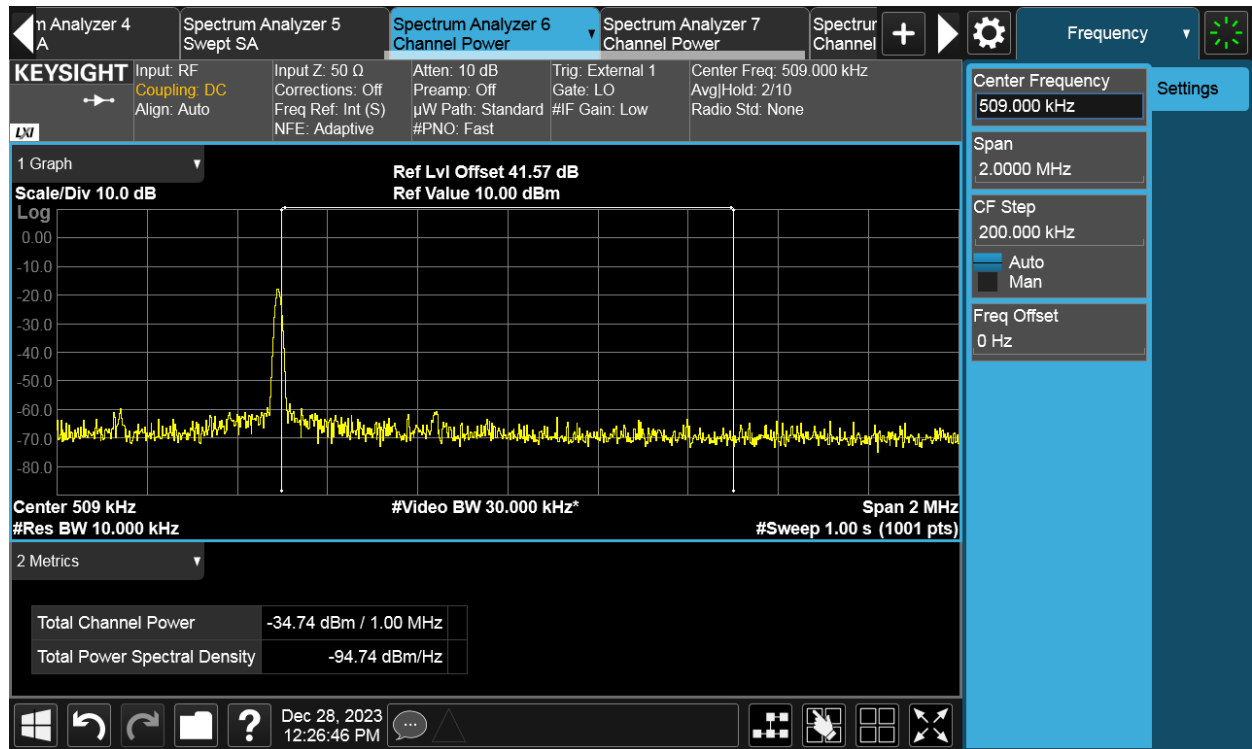 n Analyzer 4
A
Spectrum Analyzer 5
Swept SA
Spectrum Analyzer 6
Channel Power
Spectrum Analyzer 7
Channel Power
Spectrur
Channel
Frequency
KEYSIGHT
LXI
Input: RF
Coupling: DC
Align: Auto
Input Z: 50 Ω
Corrections: Off
Freq Ref: Int (S)
NFE: Adaptive
Atten: 10 dB
Preamp: Off
µW Path: Standard
#PNO: Fast
Trig: External 1
Gate: LO
#IF Gain: Low
Center Freq: 509.000 kHz
Avg|Hold: 2/10
Radio Std: None
Center Frequency
509.000 kHz
Settings
Span
2.0000 MHz
CF Step
200.000 kHz
Auto
Man
Freq Offset
0 Hz
1 Graph
Scale/Div 10.0 dB
Ref Lvl Offset 41.57 dB
Ref Value 10.00 dBm
Log
0.00
-10.0
-20.0
-30.0
-40.0
-50.0
-60.0
-70.0
-80.0
Center 509 kHz
#Video BW 30.000 kHz*
Span 2 MHz
#Res BW 10.000 kHz
#Sweep 1.00 s (1001 pts)
2 Metrics
Total Channel Power -34.74 dBm / 1.00 MHz
Total Power Spectral Density -94.74 dBm/Hz
?
Dec 28, 2023
12:26:46 PM